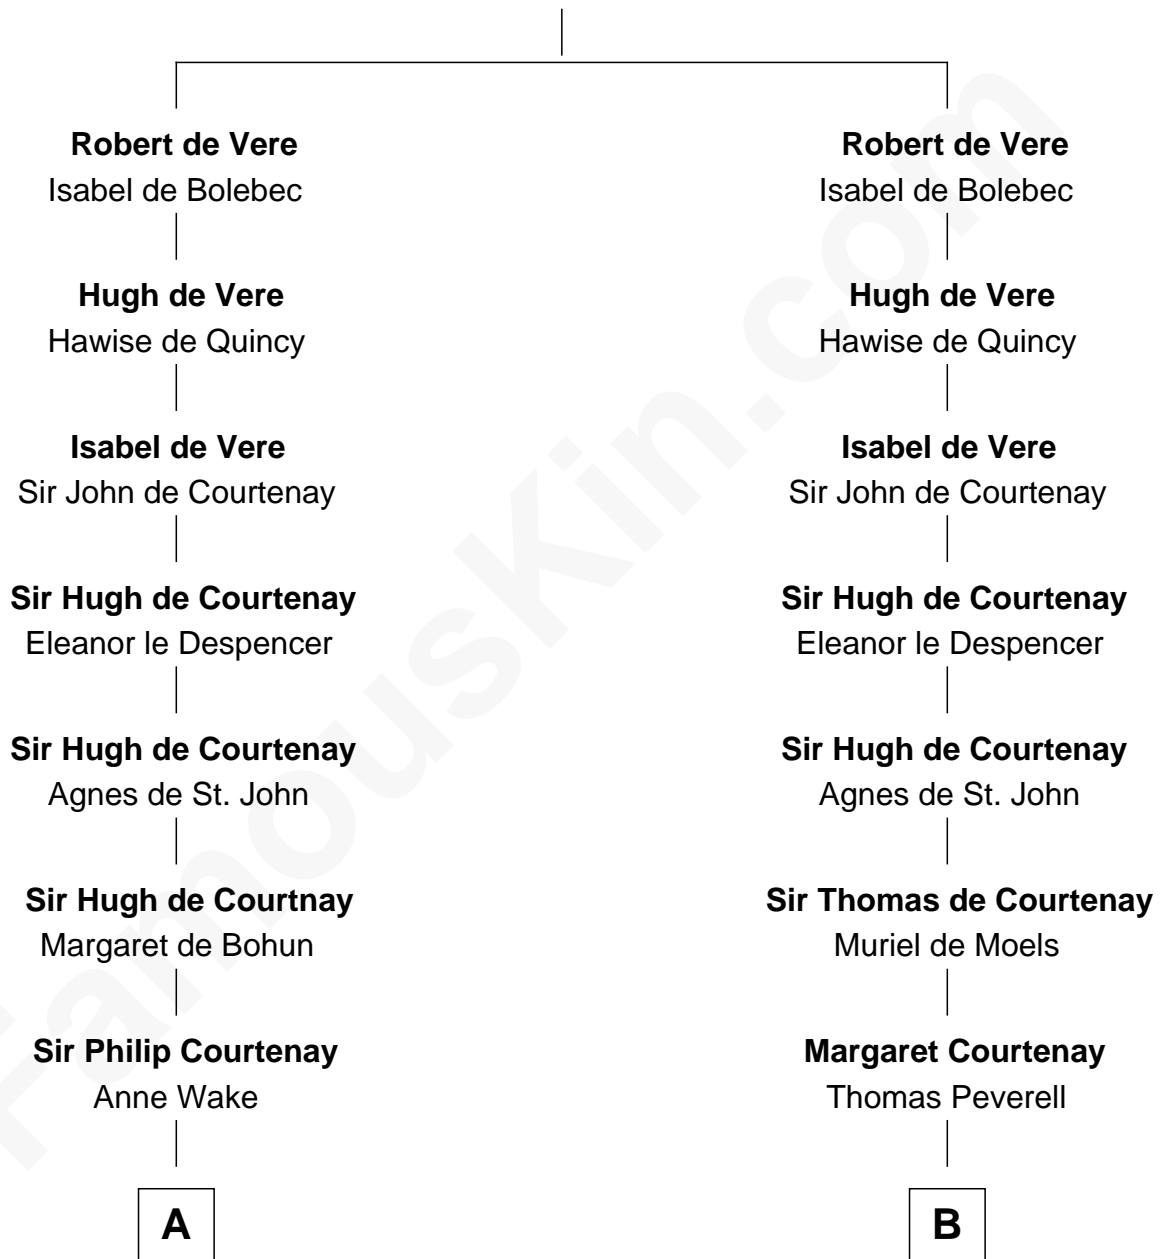 Robert de Vere
Isabel de Bolebec
Hugh de Vere
Hawise de Quincy
Isabel de Vere
Sir John de Courtenay
Sir Hugh de Courtenay
Eleanor le Despencer
Sir Hugh de Courtenay
Agnes de St. John
Sir Hugh de Courtnay
Margaret de Bohun
Sir Philip Courtenay
Anne Wake
A
Robert de Vere
Isabel de Bolebec
Hugh de Vere
Hawise de Quincy
Isabel de Vere
Sir John de Courtenay
Sir Hugh de Courtenay
Eleanor le Despencer
Sir Hugh de Courtenay
Agnes de St. John
Sir Thomas de Courtenay
Muriel de Moels
Margaret Courtenay
Thomas Peverell
B
FamousKin.com